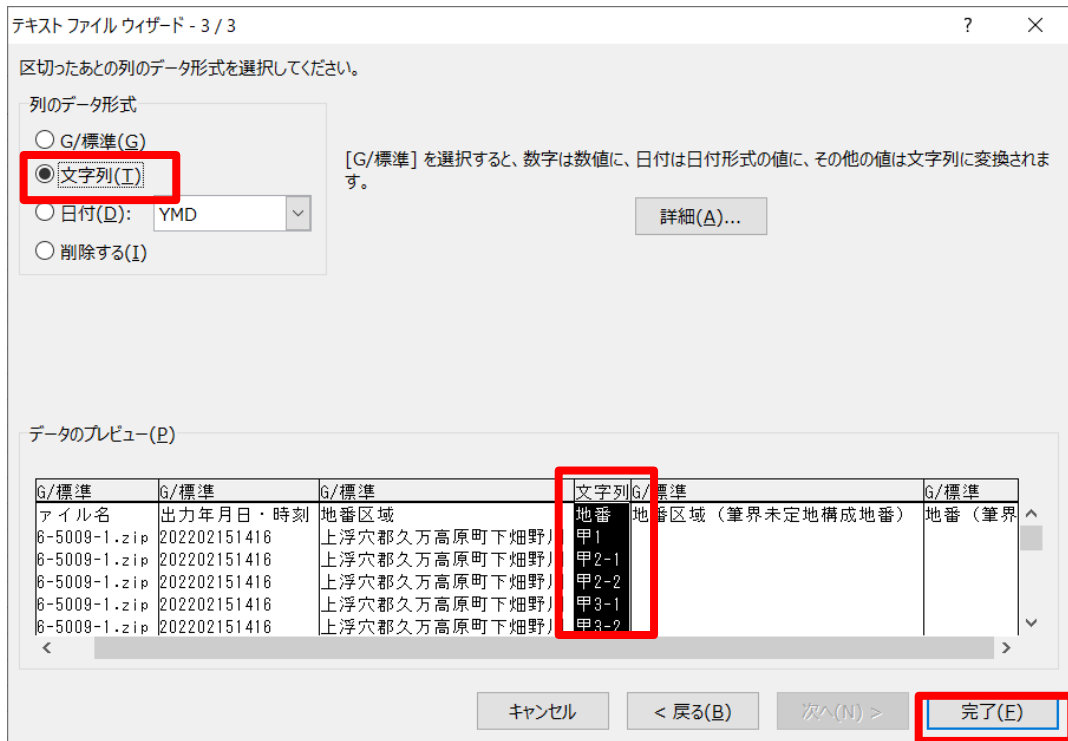 テキスト ファイル ウィザード - 3 / 3
?
×
区切ったあとの列のデータ形式を選択してください。
列のデータ形式
G/標準(G)
文字列(T)
日付(D): YMD
削除する(I)
[G/標準] を選択すると、数字は数値に、日付は日付形式の値に、その他の値は文字列に変換されま
す。
詳細(A)...
データのプレビュー(P)
G/標準 G/標準 G/標準 文字列 G/標準 G/標準
ァイル名 出力年月日・時刻 地番区域 地番 地番区域（筆界未定地構成地番） 地番（筆界
6-5009-1.zip 202202151416 上浮穴郡久万高原町下畑野川 甲1
6-5009-1.zip 202202151416 上浮穴郡久万高原町下畑野川 甲2-1
6-5009-1.zip 202202151416 上浮穴郡久万高原町下畑野川 甲2-2
6-5009-1.zip 202202151416 上浮穴郡久万高原町下畑野川 甲3-1
6-5009-1.zip 202202151416 上浮穴郡久万高原町下畑野川 甲3-2
キャンセル < 戻る(B) 次へ(N) > 完了(F)